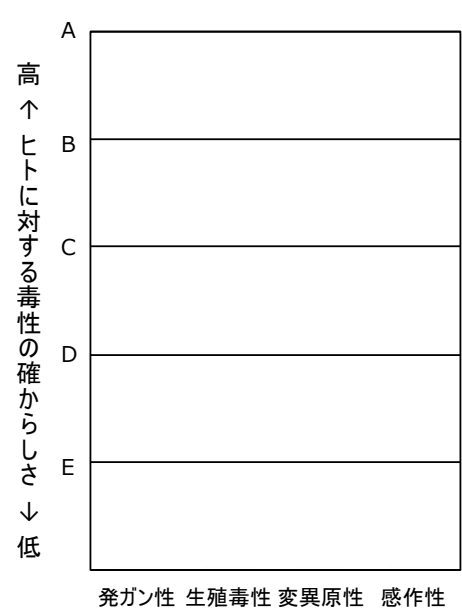 A
B
C
D
E
高 ↑ ヒトに対する毒性の確からしさ ↓ 低
発ガン性 生殖毒性 変異原性 感作性